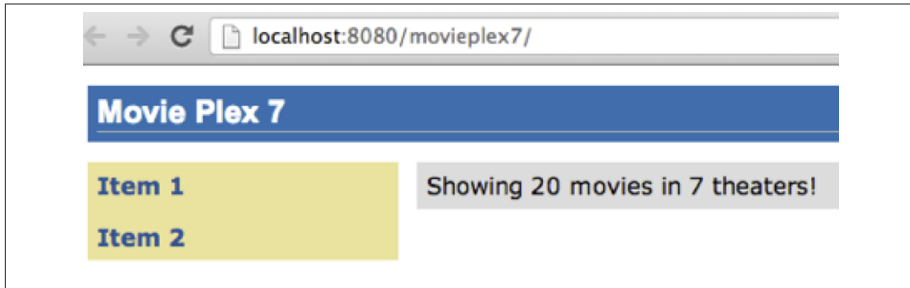 localhost:8080/movieplex7/
Movie Plex 7
Item 1
Showing 20 movies in 7 theaters!
Item 2